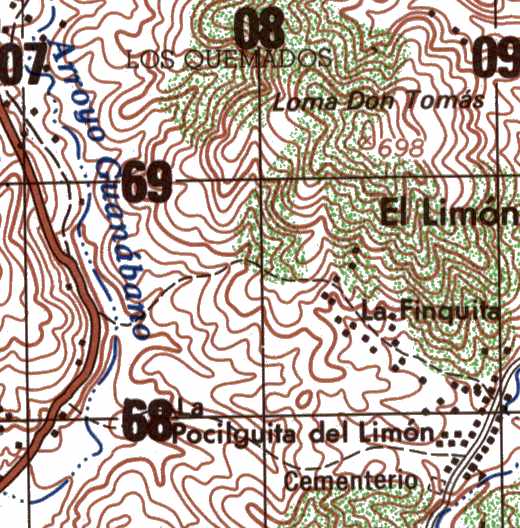 08
07
09
LOS QUEMADOS
Arroyo Guanábano
Loma Don Tomás
698
69
El Limón
La Finquita
68
La
Pocilguita del Limón
Cementerio